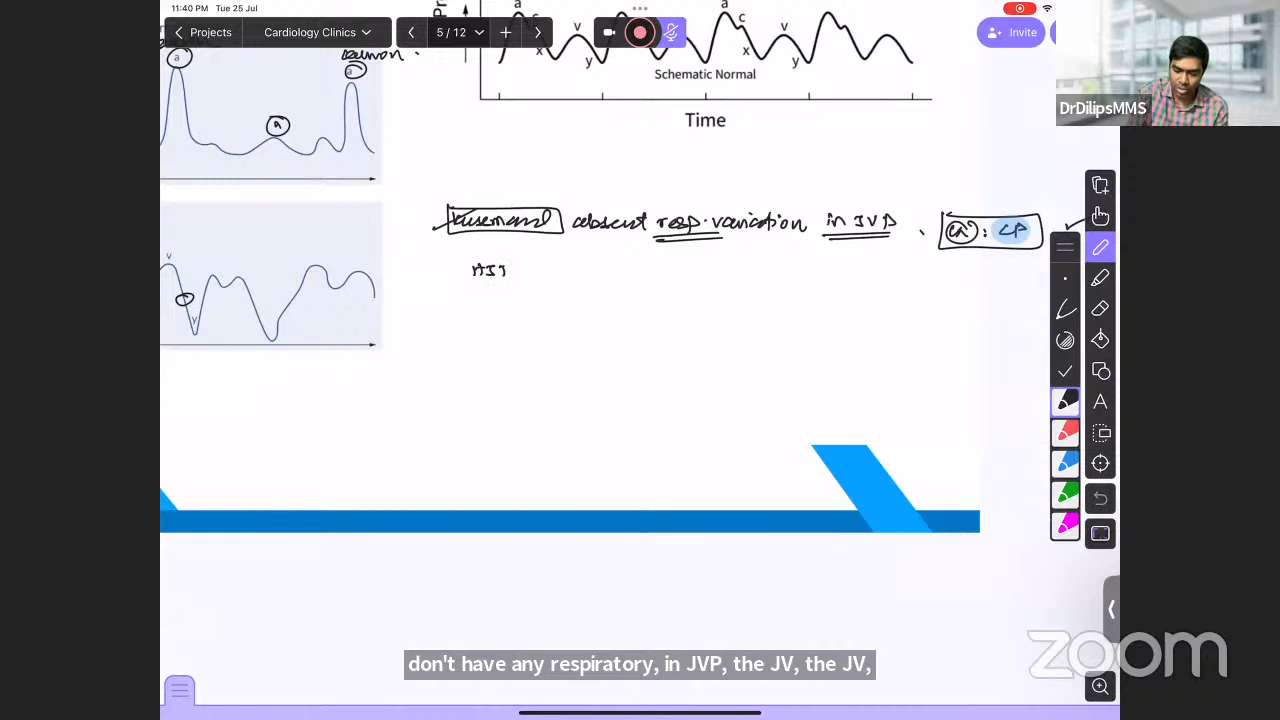 11:40 PM Tue 25 Jul
Projects
Cardiology Clinics
5 / 12
Invite
DrDilipsMMS
a
a
a
c
v
x
y
a
c
v
x
y
Schematic Normal
Time
v
y
Kussmaul absent resp. variation in JVP. CP
don't have any respiratory, in JVP, the JV, the JV,
zoom